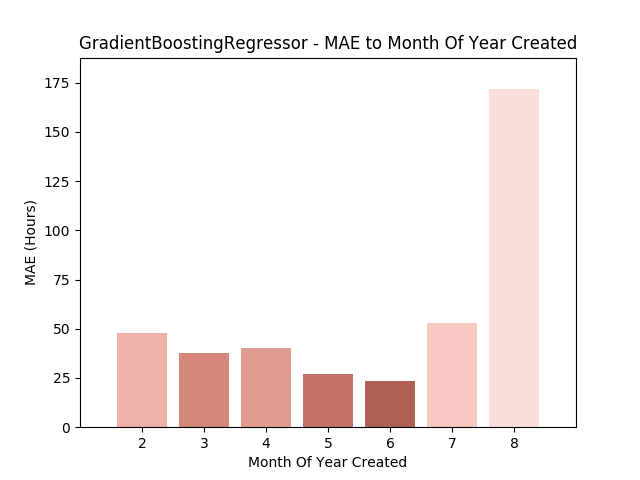 GradientBoostingRegressor - MAE to Month Of Year Created
175
150
125
100
75
50
25
0
MAE (Hours)
2 3 4 5 6 7 8
Month Of Year Created